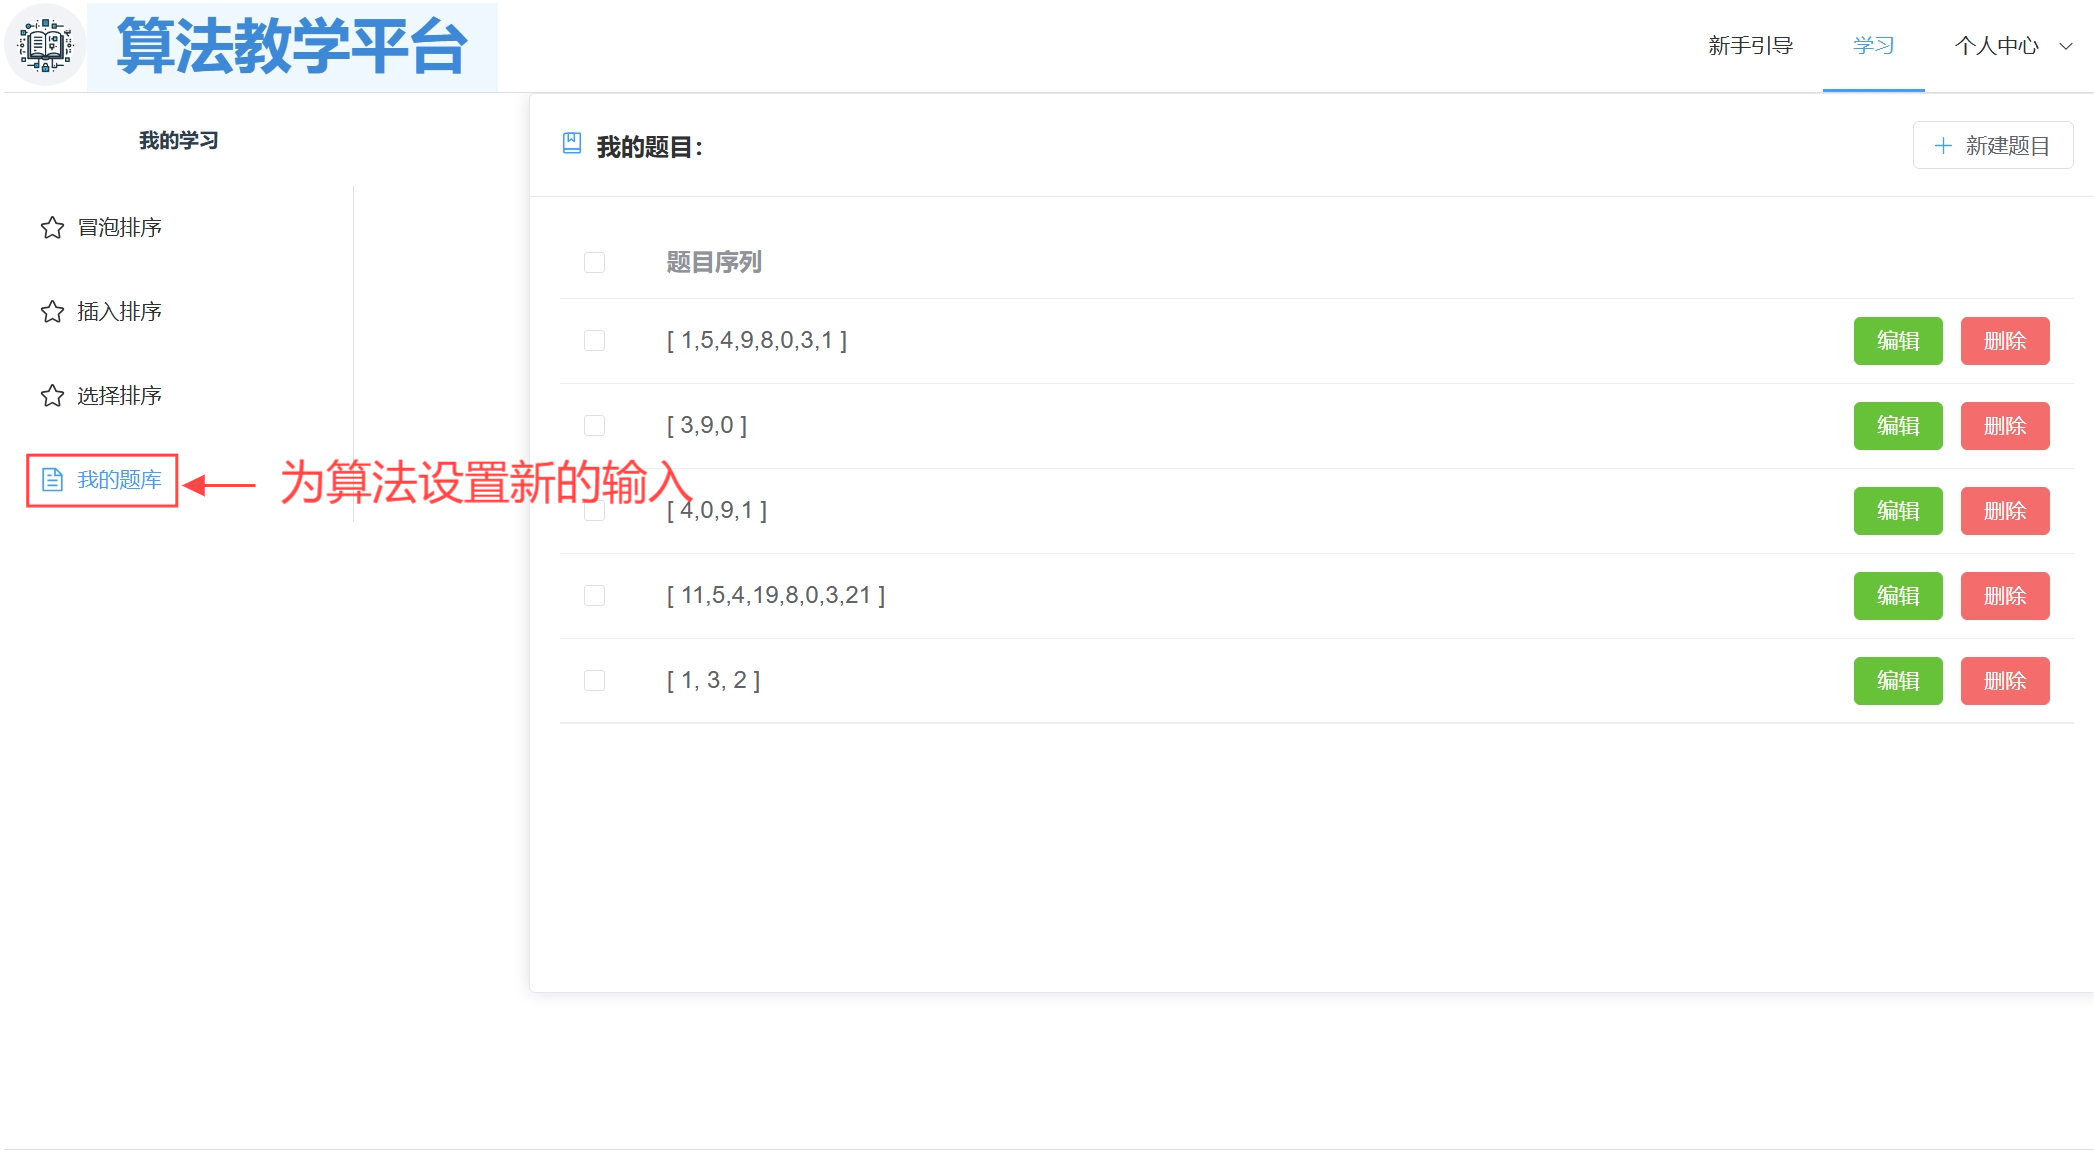 算法教学平台
新手引导
学习
个人中心
我的学习
冒泡排序
插入排序
选择排序
我的题库
为算法设置新的输入
我的题目：
新建题目
题目序列
[ 1,5,4,9,8,0,3,1 ] 编辑 删除
[ 3,9,0 ] 编辑 删除
[ 4,0,9,1 ] 编辑 删除
[ 11,5,4,19,8,0,3,21 ] 编辑 删除
[ 1, 3, 2 ] 编辑 删除